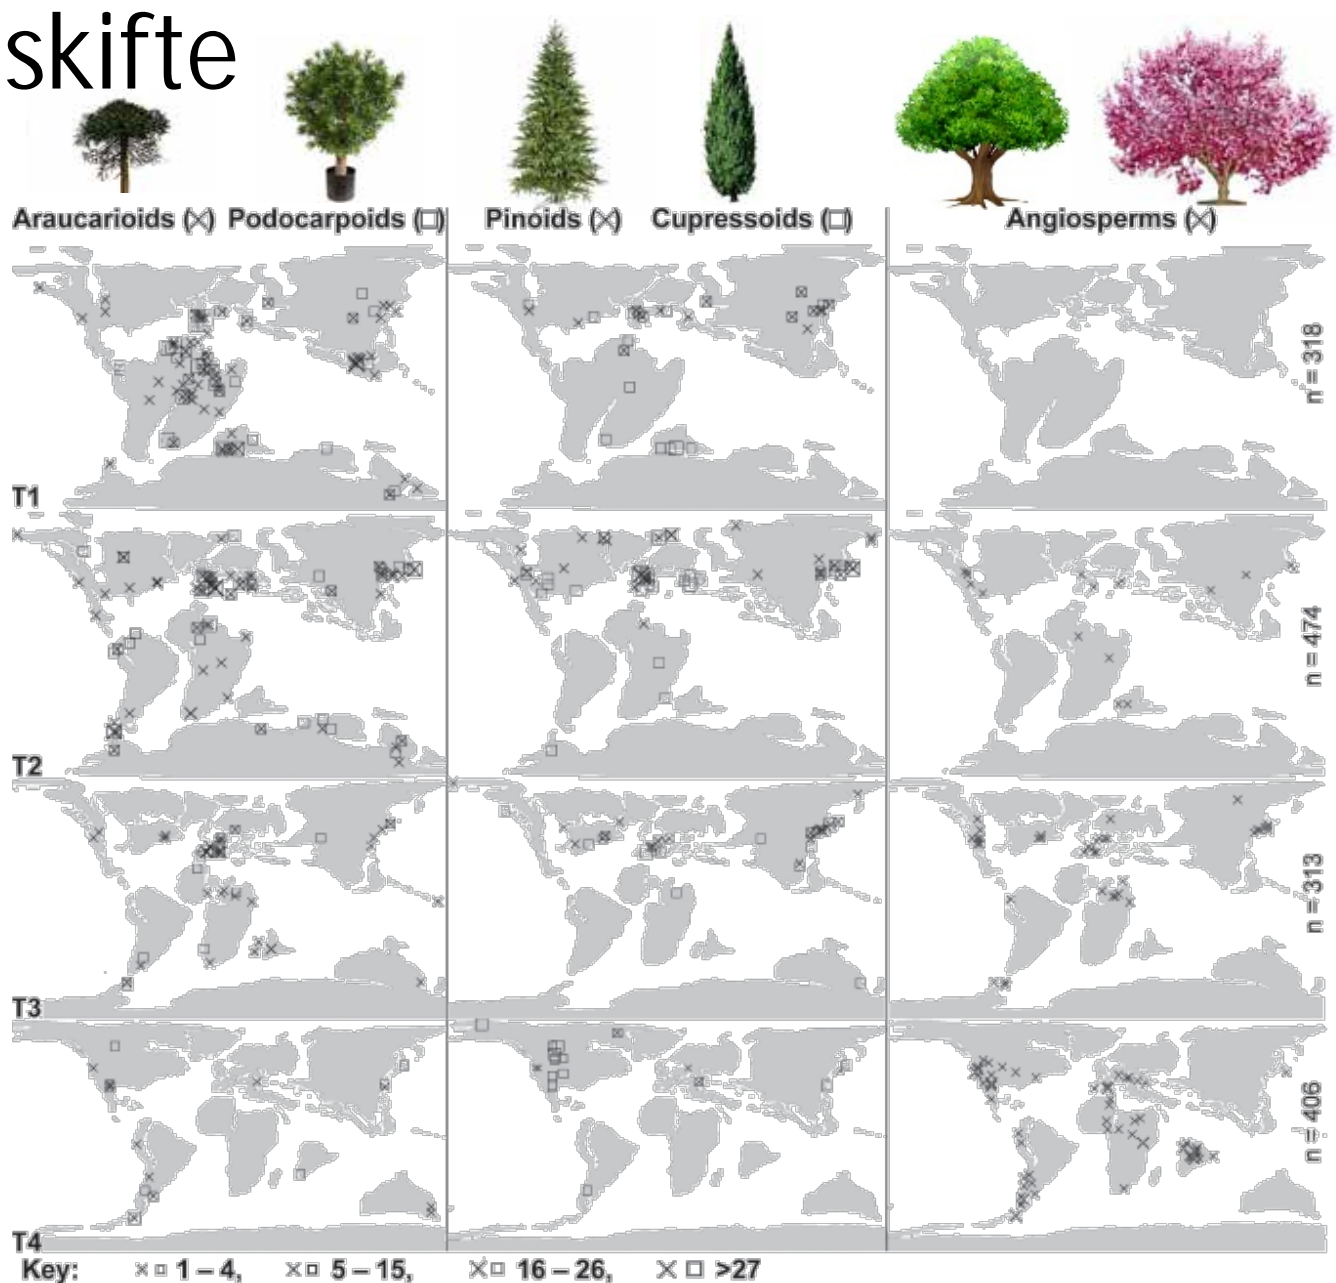 skifte
Araucarioids (×) Podocarpoids (□) Pinoids (×) Cupressoids (□) Angiosperms (×)
T1
n = 318
T2
n = 474
T3
n = 313
T4
n = 406
Key: ×□ 1 – 4, ×□ 5 – 15, ×□ 16 – 26, ×□ >27